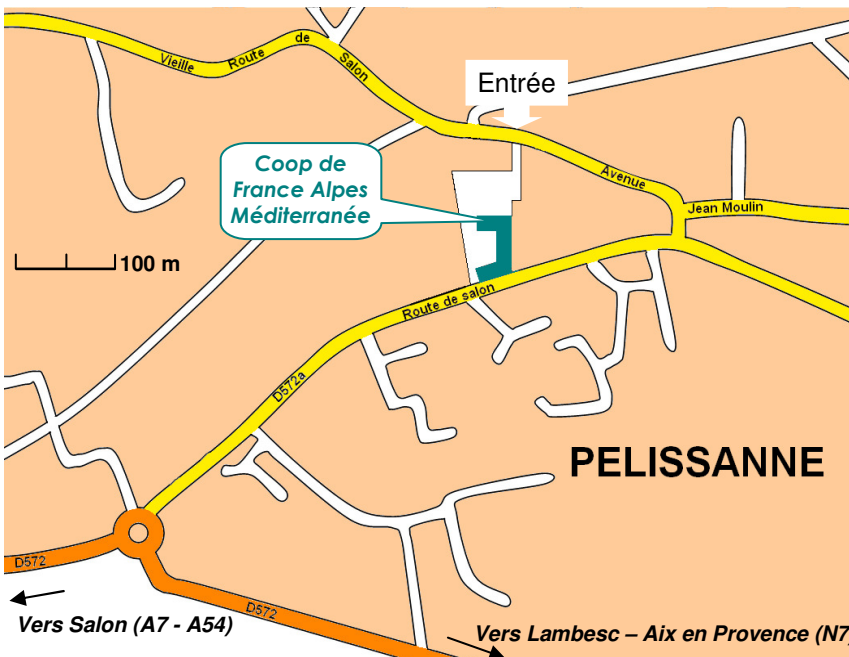 Vieille Route de Salon
Entrée
Coop de
France Alpes
Méditerranée
Avenue
Jean Moulin
100 m
Route de salon
D572a
PELISSANNE
D572
D572
Vers Salon (A7 - A54)
Vers Lambesc – Aix en Provence (N7)